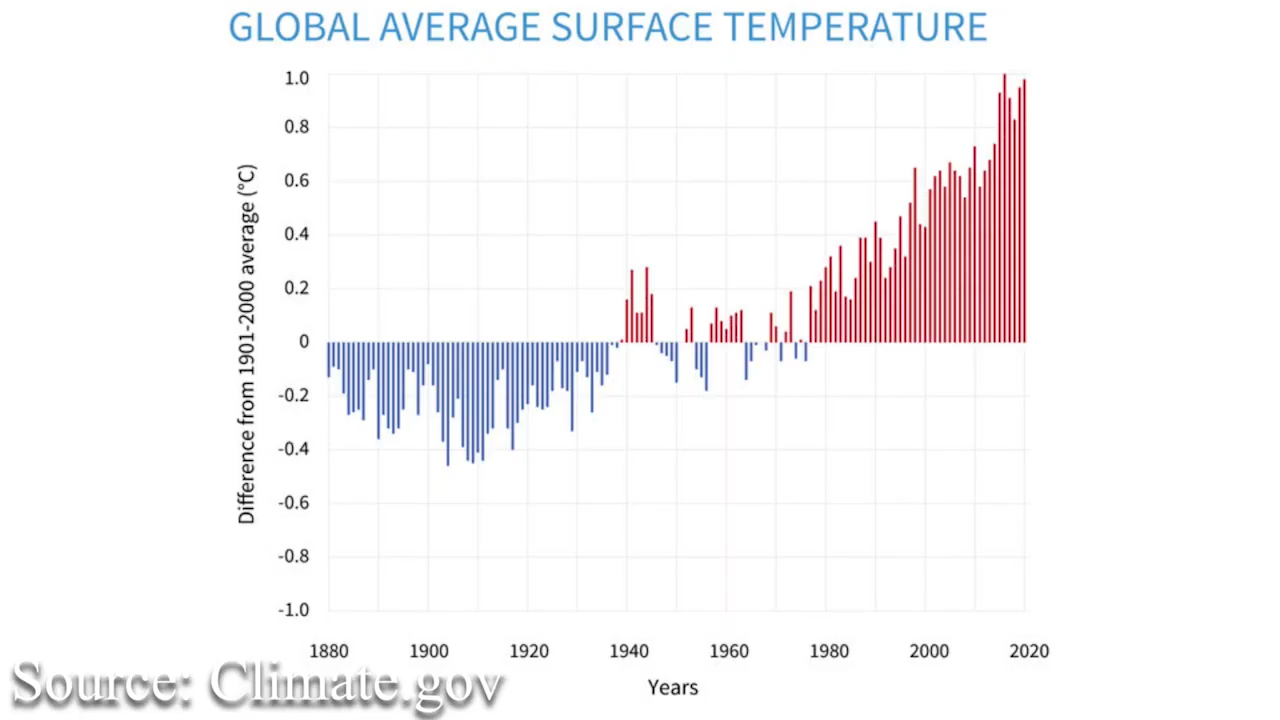 GLOBAL AVERAGE SURFACE TEMPERATURE
Difference from 1901-2000 average (°C)
1.0
0.8
0.6
0.4
0.2
0
-0.2
-0.4
-0.6
-0.8
-1.0
1880 1900 1920 1940 1960 1980 2000 2020
Years
Source: Climate.gov